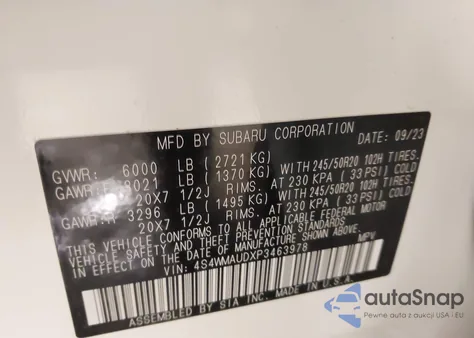 MFD BY SUBARU CORPORATION DATE: 09/23
GVWR: 6000 LB (2721 KG)
GAWR:F 3021 LB (1370 KG) WITH 245/50R20 102H TIRES.
20X7 1/2J RIMS. AT 230 KPA ( 33 PSI) COLD
GAWR:R 3296 LB (1495 KG) WITH 245/50R20 102H TIRES.
20X7 1/2J RIMS. AT 230 KPA ( 33 PSI) COLD
THIS VEHICLE CONFORMS TO ALL APPLICABLE FEDERAL MOTOR
VEHICLE SAFETY AND THEFT PREVENTION STANDARDS
IN EFFECT ON THE DATE OF MANUFACTURE SHOWN ABOVE.
VIN: 4S4WMAUDXP3463978 MPV
ASSEMBLED BY SIA INC. MADE IN U.S.A.
autoSnap
Pewne auta z aukcji USA i EU